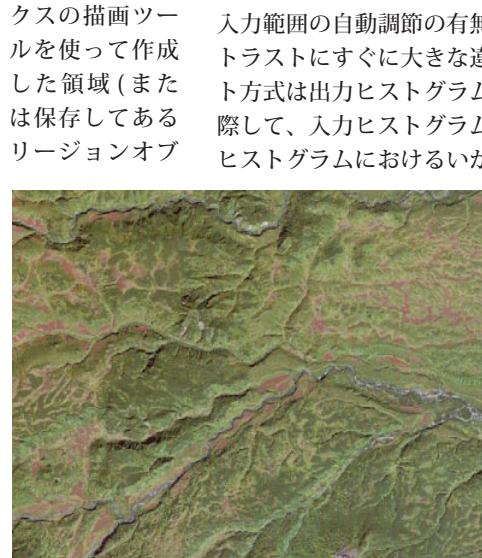 クスの描画ツー
ルを使って作成
した領域 ( また
は保存してある
リージョンオブ
入力範囲の自動調節の有無
トラストにすぐに大きな違
ト方式は出力ヒストグラム
際して、入力ヒストグラム
ヒストグラムにおけるいか